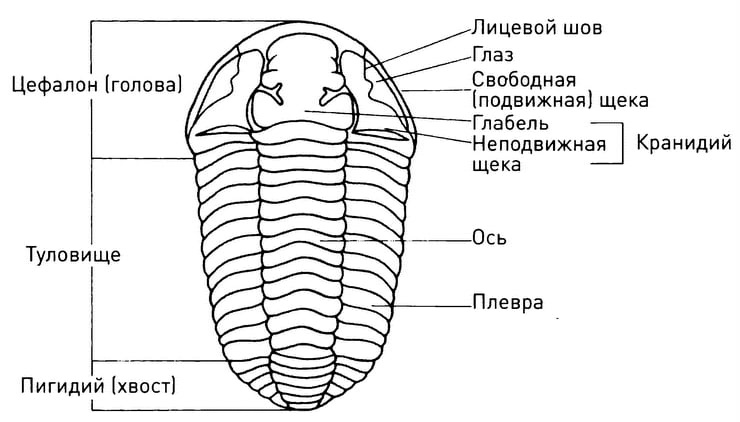 Цефалон (голова)
Туловище
Пигидий (хвост)
Лицевой шов
Глаз
Свободная
(подвижная) щека
Глабель
Неподвижная
щека
Кранидий
Ось
Плевра